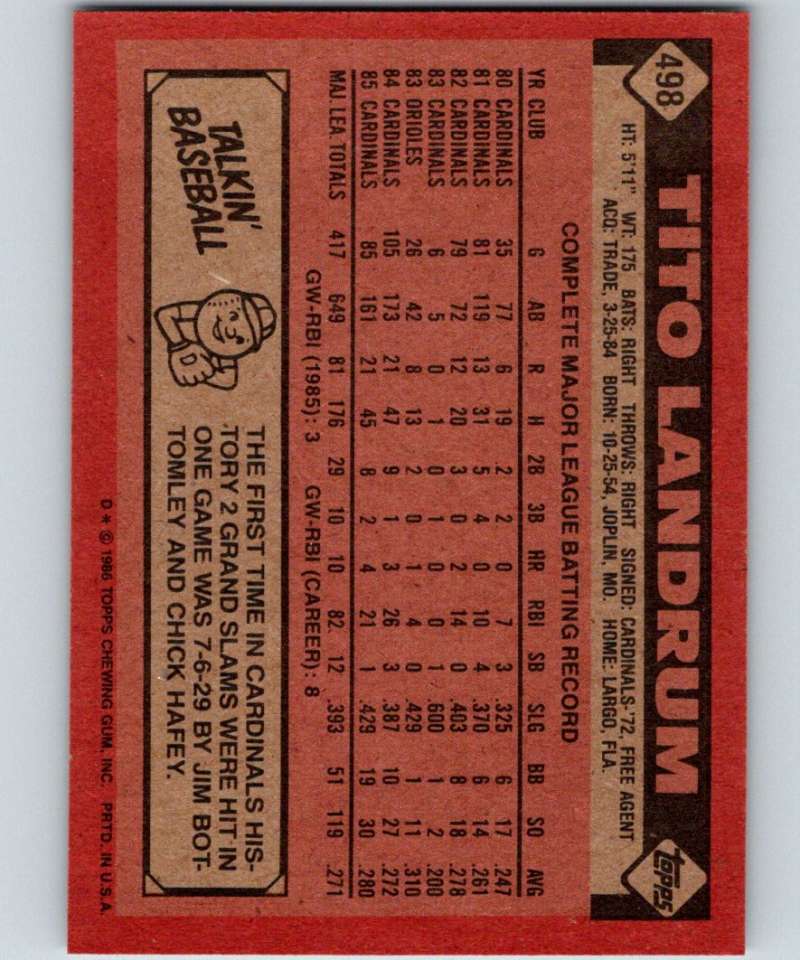 498
TITO LANDRUM
topps
HT: 5'11" WT: 175 BATS: RIGHT THROWS: RIGHT SIGNED: CARDINALS-'72, FREE AGENT
ACQ: TRADE, 3-25-84 BORN: 10-25-54, JOPLIN, MO. HOME: LARGO, FLA.
COMPLETE MAJOR LEAGUE BATTING RECORD
YR CLUB G AB R H 2B 3B HR RBI SB SLG BB SO AVG
80 CARDINALS 35 77 6 19 2 2 0 7 3 .325 6 17 .247
81 CARDINALS 81 119 13 31 5 4 0 10 4 .370 6 14 .261
82 CARDINALS 79 72 12 20 3 0 2 14 0 .403 8 18 .278
83 CARDINALS 6 5 0 1 0 1 0 0 1 .600 1 2 .200
83 ORIOLES 26 42 8 13 2 0 1 4 0 .429 1 11 .310
84 CARDINALS 105 173 21 47 9 1 3 26 3 .387 10 27 .272
85 CARDINALS 85 161 21 45 8 2 4 21 1 .429 19 30 .280
MAJ. LEA. TOTALS 417 649 81 176 29 10 10 82 12 .393 51 119 .271
GW-RBI (1985): 3 GW-RBI (CAREER): 8
TALKIN'
BASEBALL
THE FIRST TIME IN CARDINALS HIS-
TORY 2 GRAND SLAMS WERE HIT IN
ONE GAME WAS 7-6-29 BY JIM BOT-
TOMLEY AND CHICK HAFEY.
D* © 1986 TOPPS CHEWING GUM, INC. PRTD. IN U.S.A.